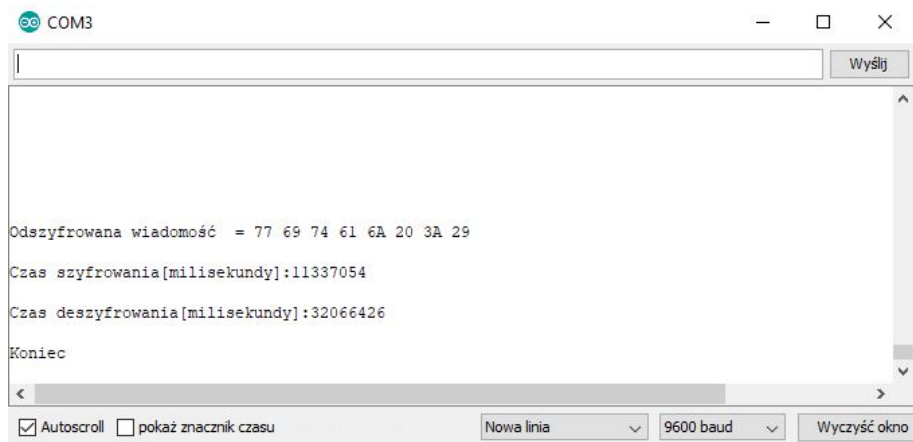 COM3
Wyślij
Odszyfrowana wiadomość  = 77 69 74 61 6A 20 3A 29
Czas szyfrowania[milisekundy]:11337054
Czas deszyfrowania[milisekundy]:32066426
Koniec
Autoscroll pokaż znacznik czasu Nowa linia 9600 baud Wyczyść okno